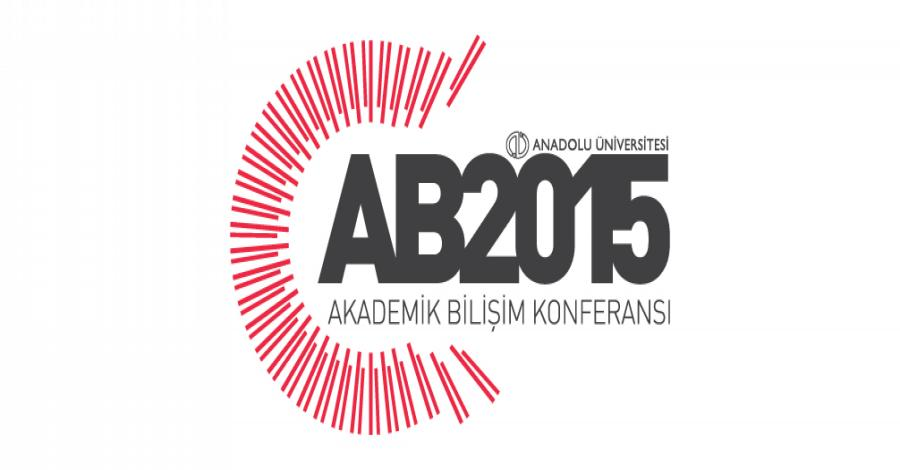 ANADOLU ÜNİVERSİTESİ
AB2015
AKADEMİK BİLİŞİM KONFERANSI